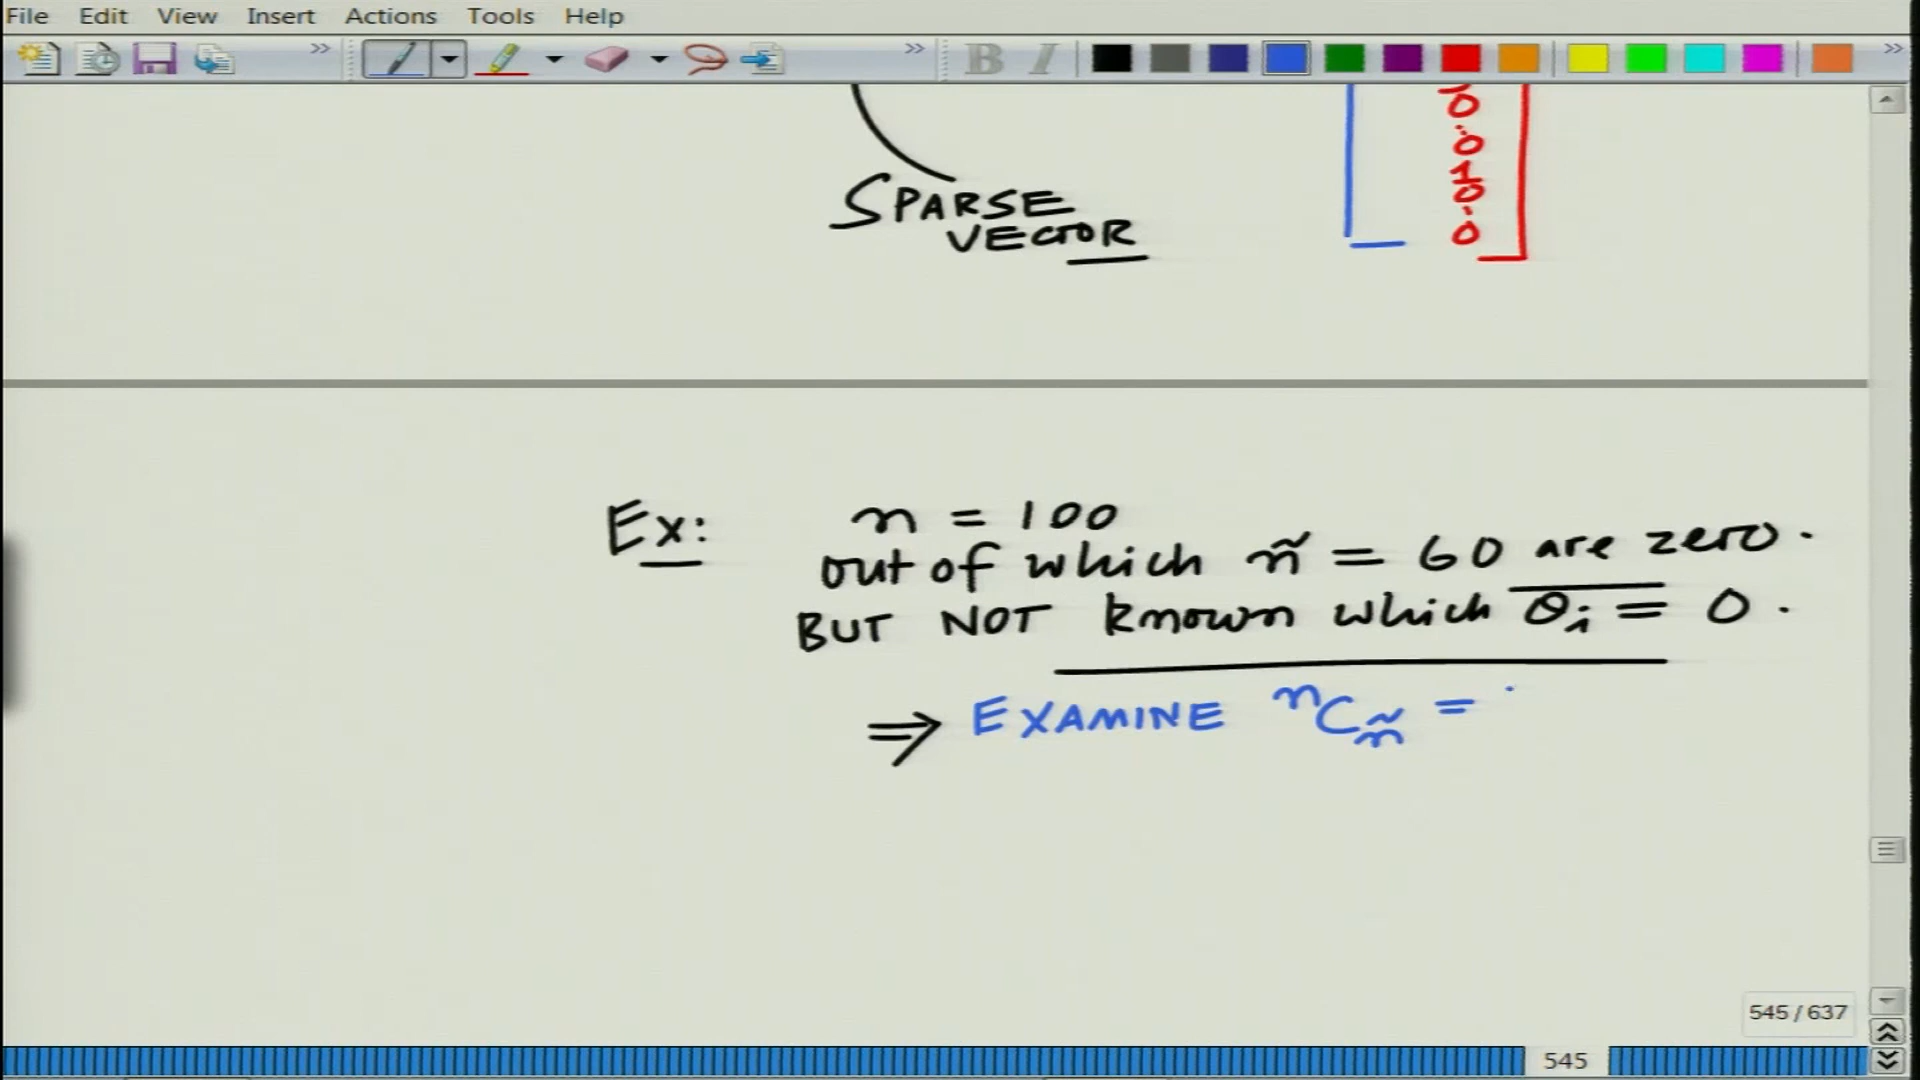 File Edit View Insert Actions Tools Help
B I
SPARSE
VECTOR
0
:
0
1
0
:
0
Ex: n = 100
out of which ñ = 60 are zero.
BUT NOT known which θᵢ = 0.
⇒ EXAMINE ⁿC_ñ =
545 / 637
545